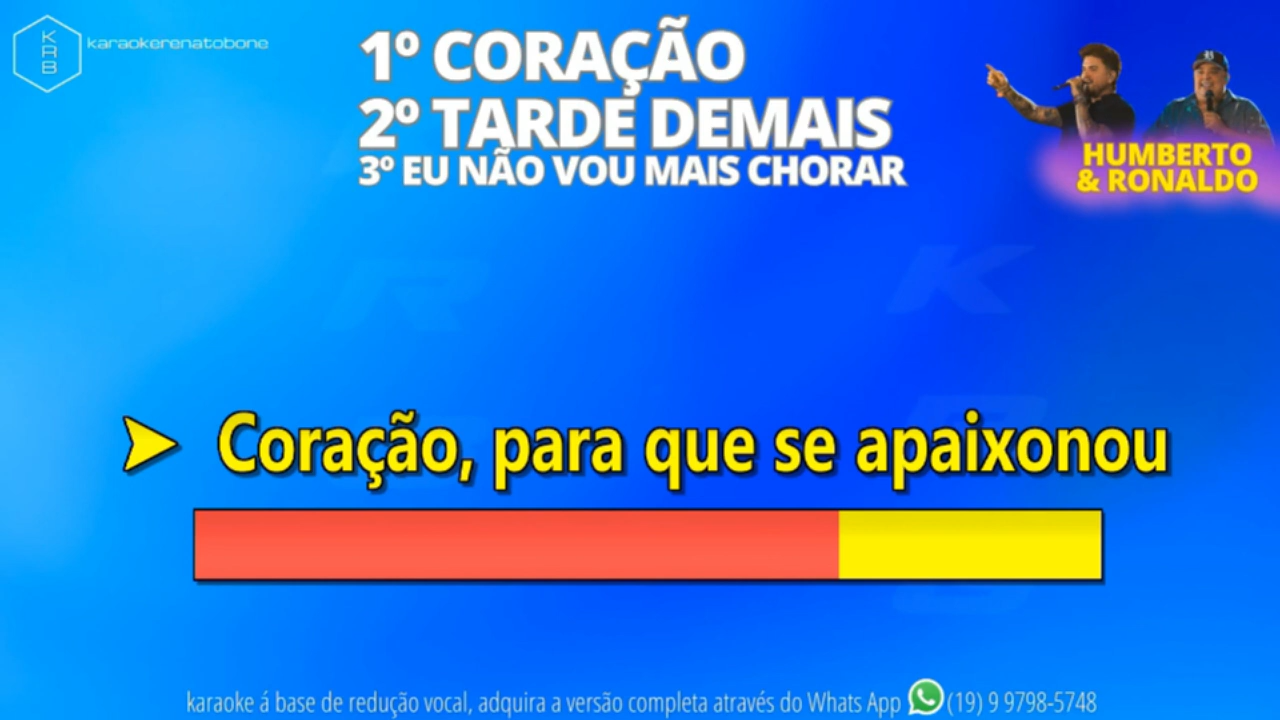 KRB
karaokerenatobone
1º CORAÇÃO
2º TARDE DEMAIS
3º EU NÃO VOU MAIS CHORAR
HUMBERTO
& RONALDO
Coração, para que se apaixonou
karaoke á base de redução vocal, adquira a versão completa através do Whats App (19) 9 9798-5748